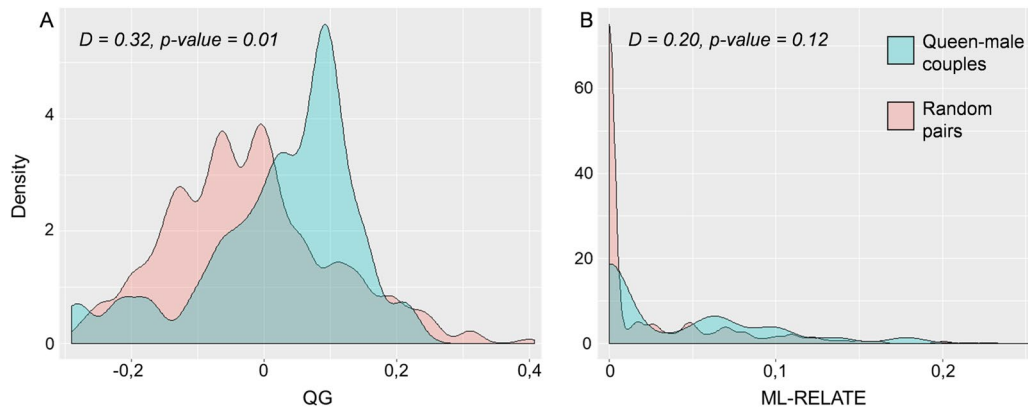 A
D = 0.32, p-value = 0.01
Density
0
2
4
-0,2
0
0,2
0,4
QG
B
D = 0.20, p-value = 0.12
Queen-male
couples
Random
pairs
0
20
40
60
0
0,1
0,2
ML-RELATE